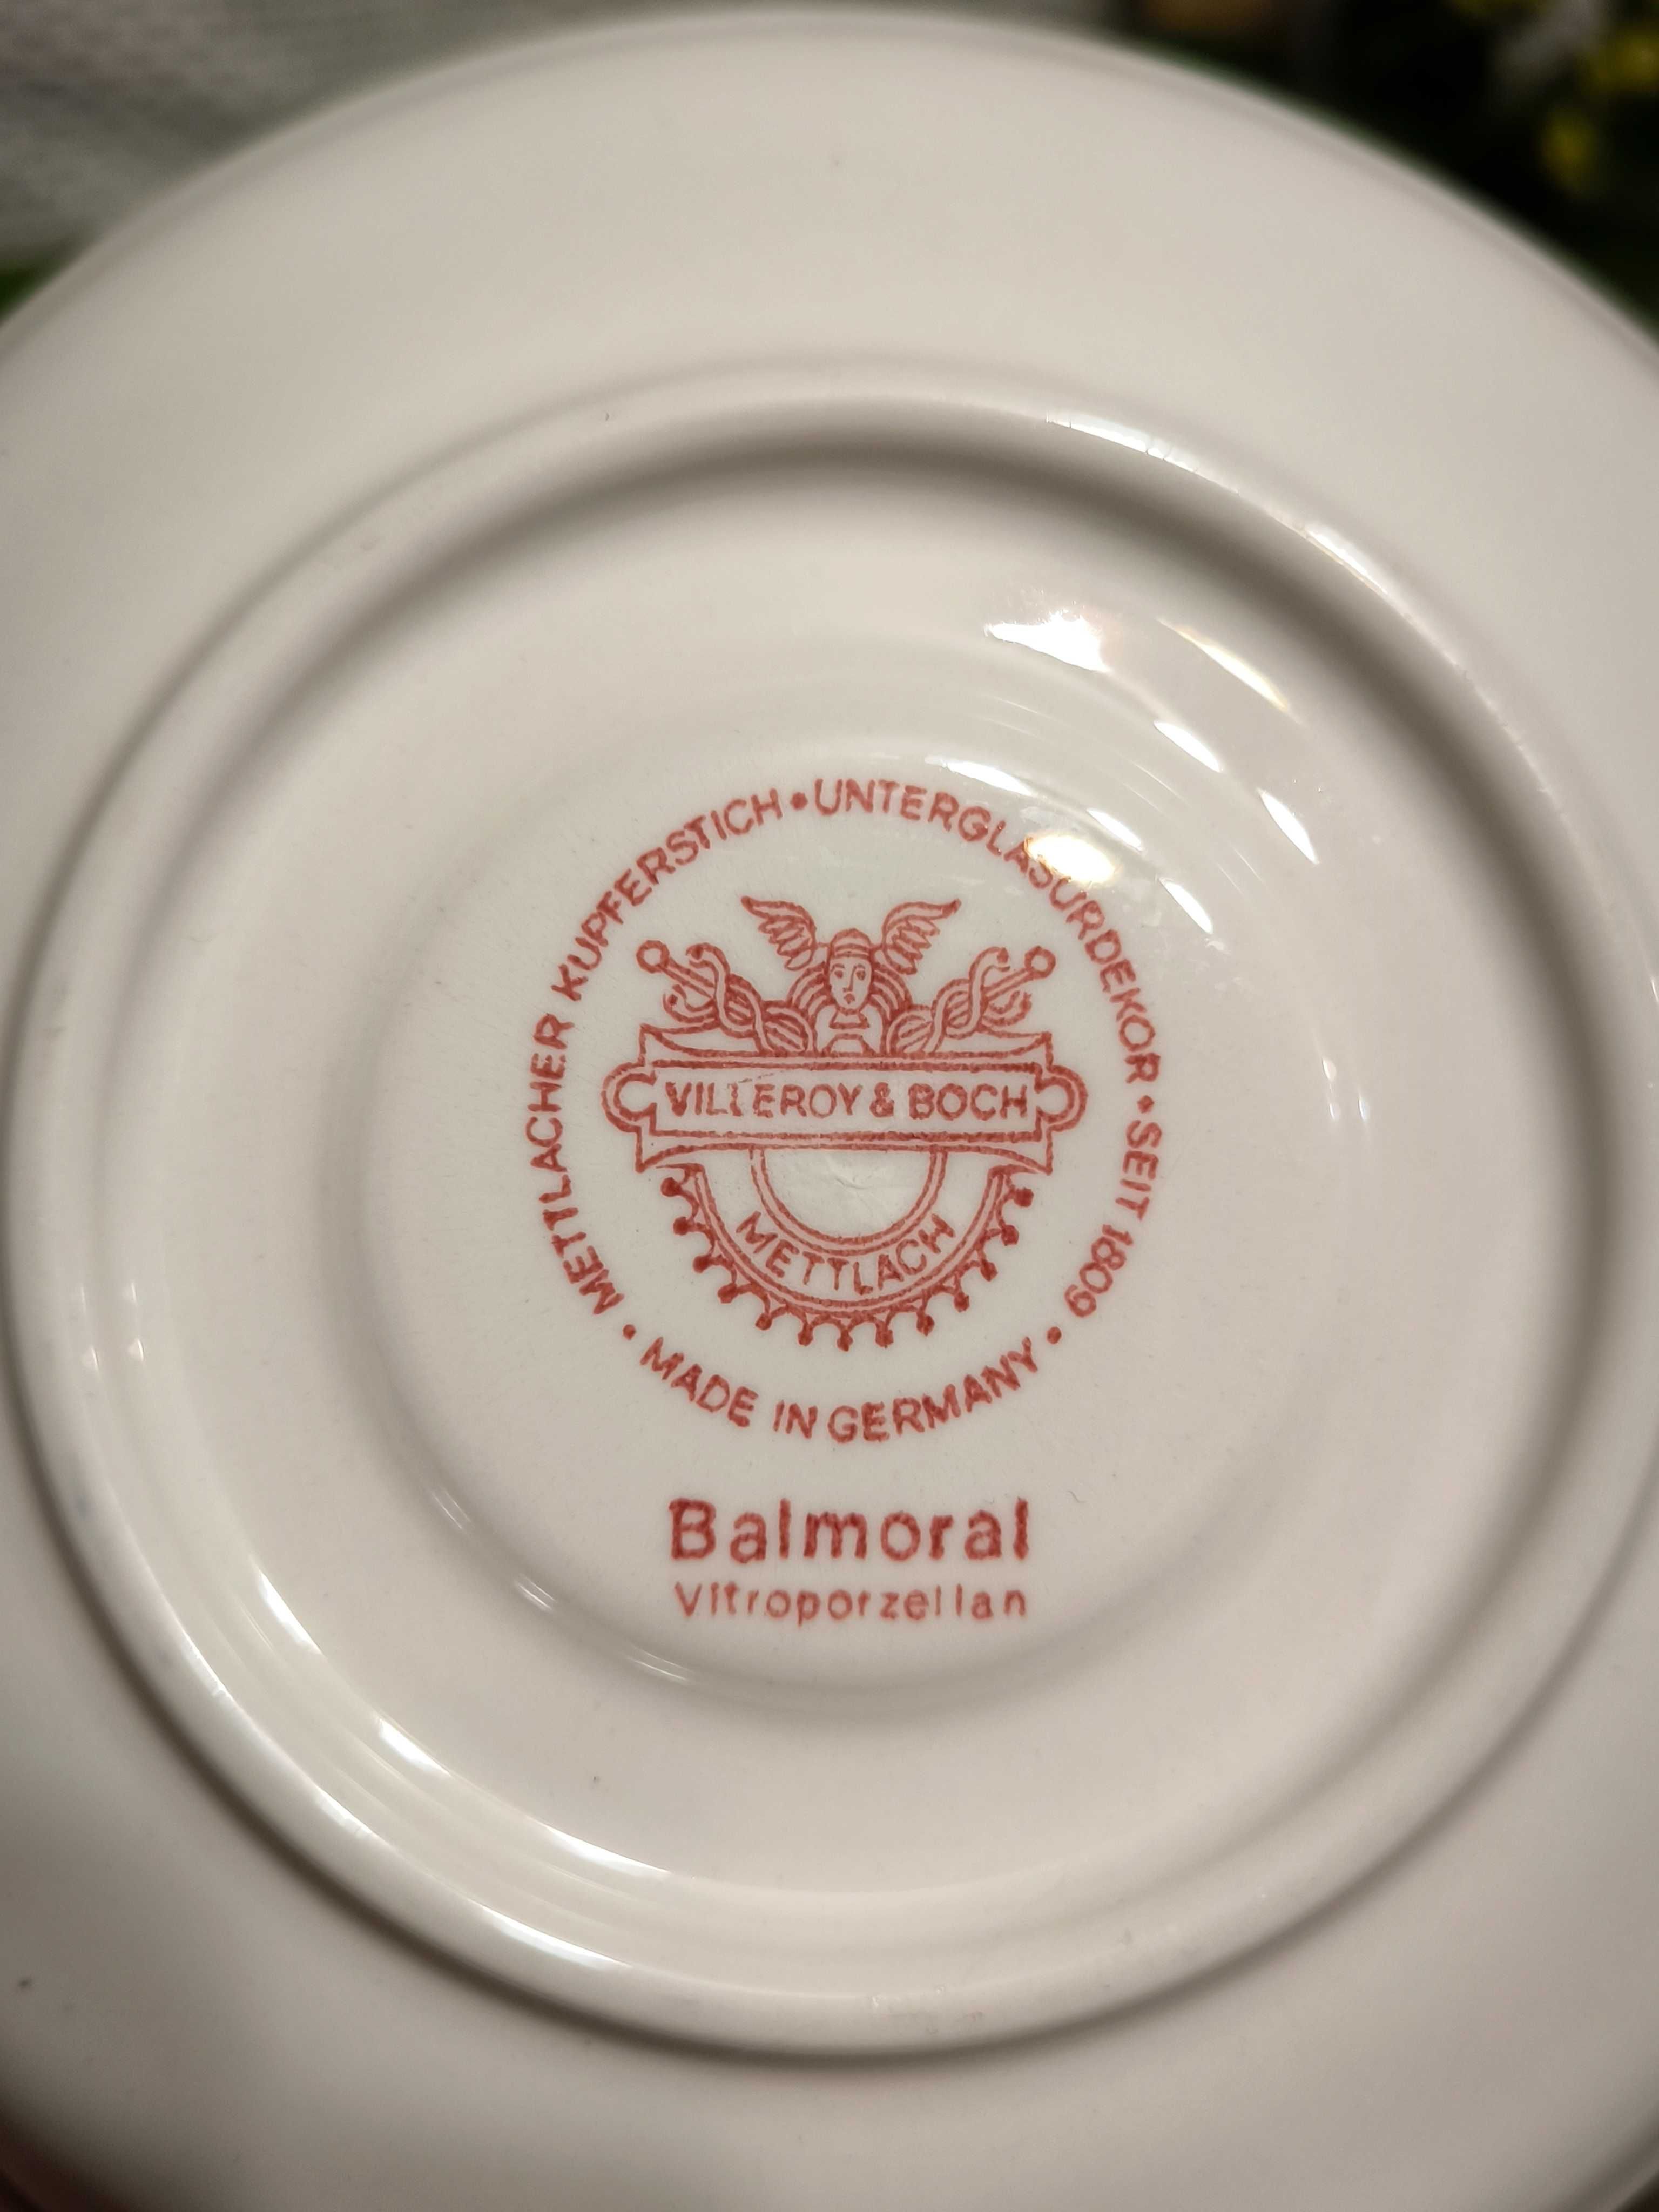 METTLACHER KUPFERSTICH • UNTERGLASURDEKOR • SEIT 1809 • MADE IN GERMANY •
VILLEROY & BOCH
METTLACH
Balmoral
Vitroporzellan